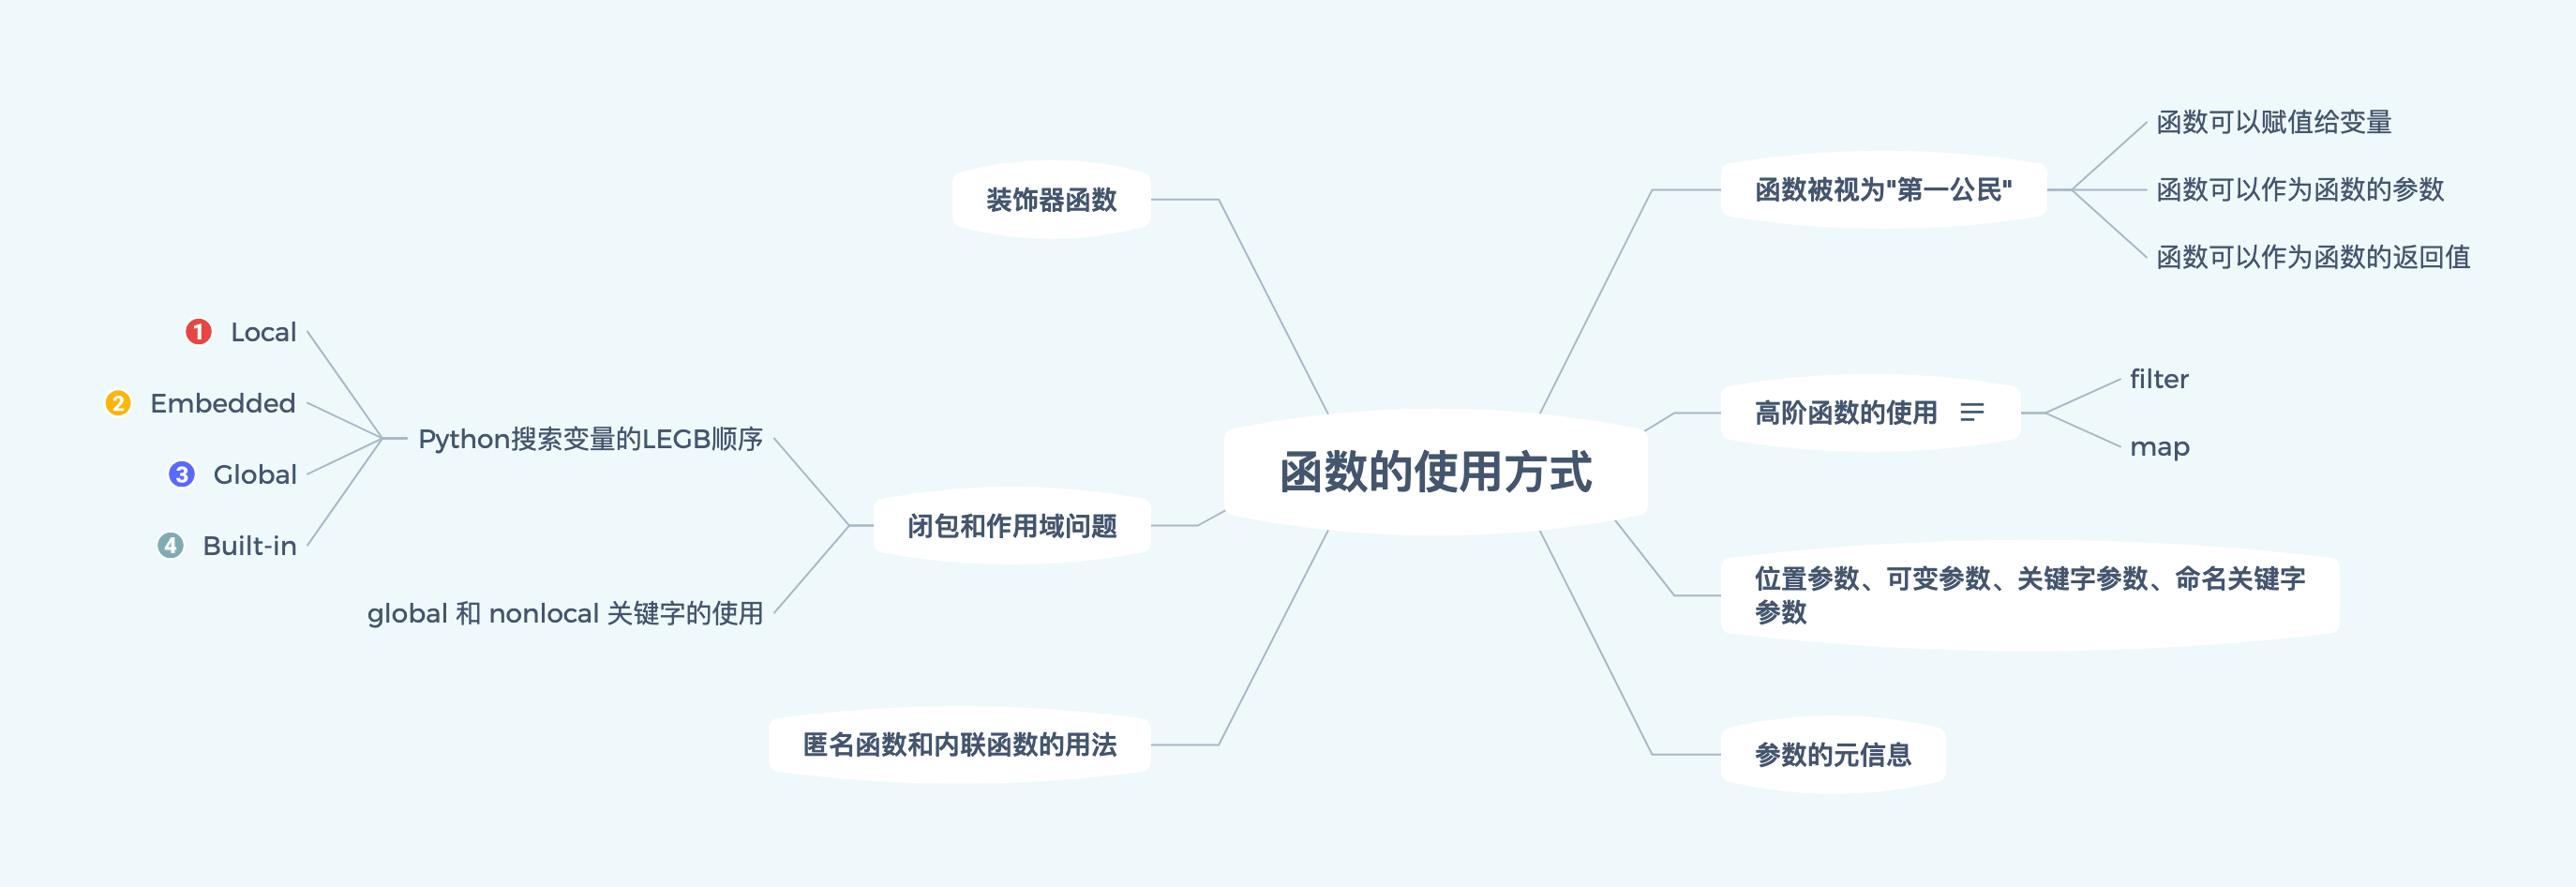 函数的使用方式
函数被视为"第一公民"
函数可以赋值给变量
函数可以作为函数的参数
函数可以作为函数的返回值
高阶函数的使用
filter
map
位置参数、可变参数、关键字参数、命名关键字
参数
参数的元信息
装饰器函数
闭包和作用域问题
Python搜索变量的LEGB顺序
1 Local
2 Embedded
3 Global
4 Built-in
global 和 nonlocal 关键字的使用
匿名函数和内联函数的用法